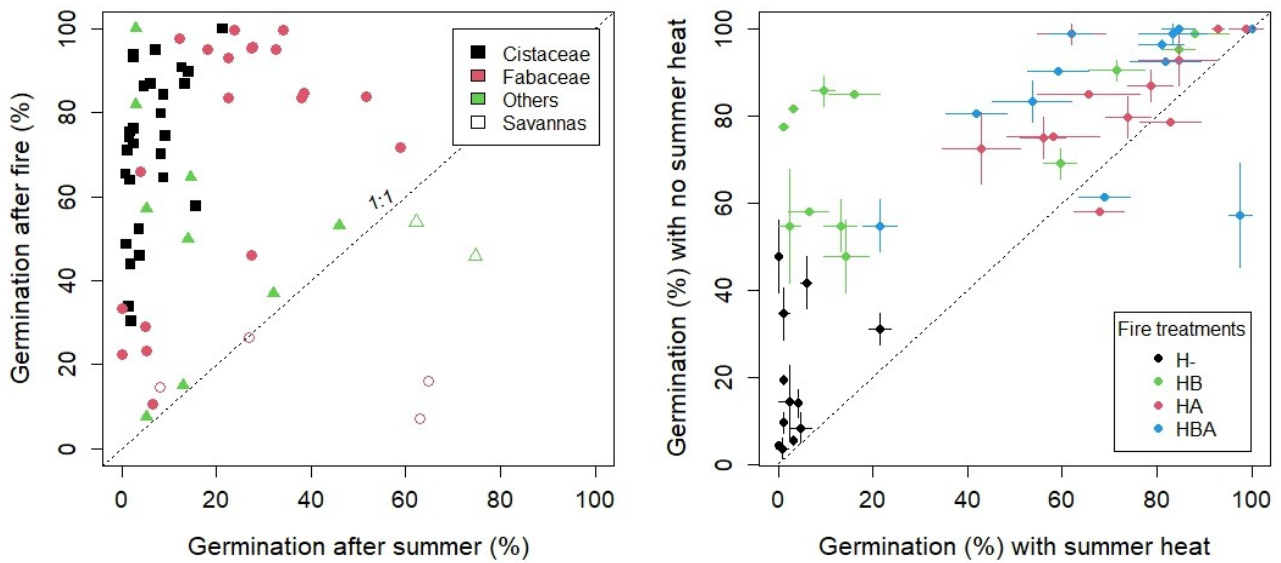 Germination after fire (%)
100
80
60
40
20
0
Cistaceae
Fabaceae
Others
Savannas
1:1
0 20 40 60 80 100
Germination after summer (%)
Germination (%) with no summer heat
100
80
60
40
20
0
Fire treatments
H-
HB
HA
HBA
0 20 40 60 80 100
Germination (%) with summer heat